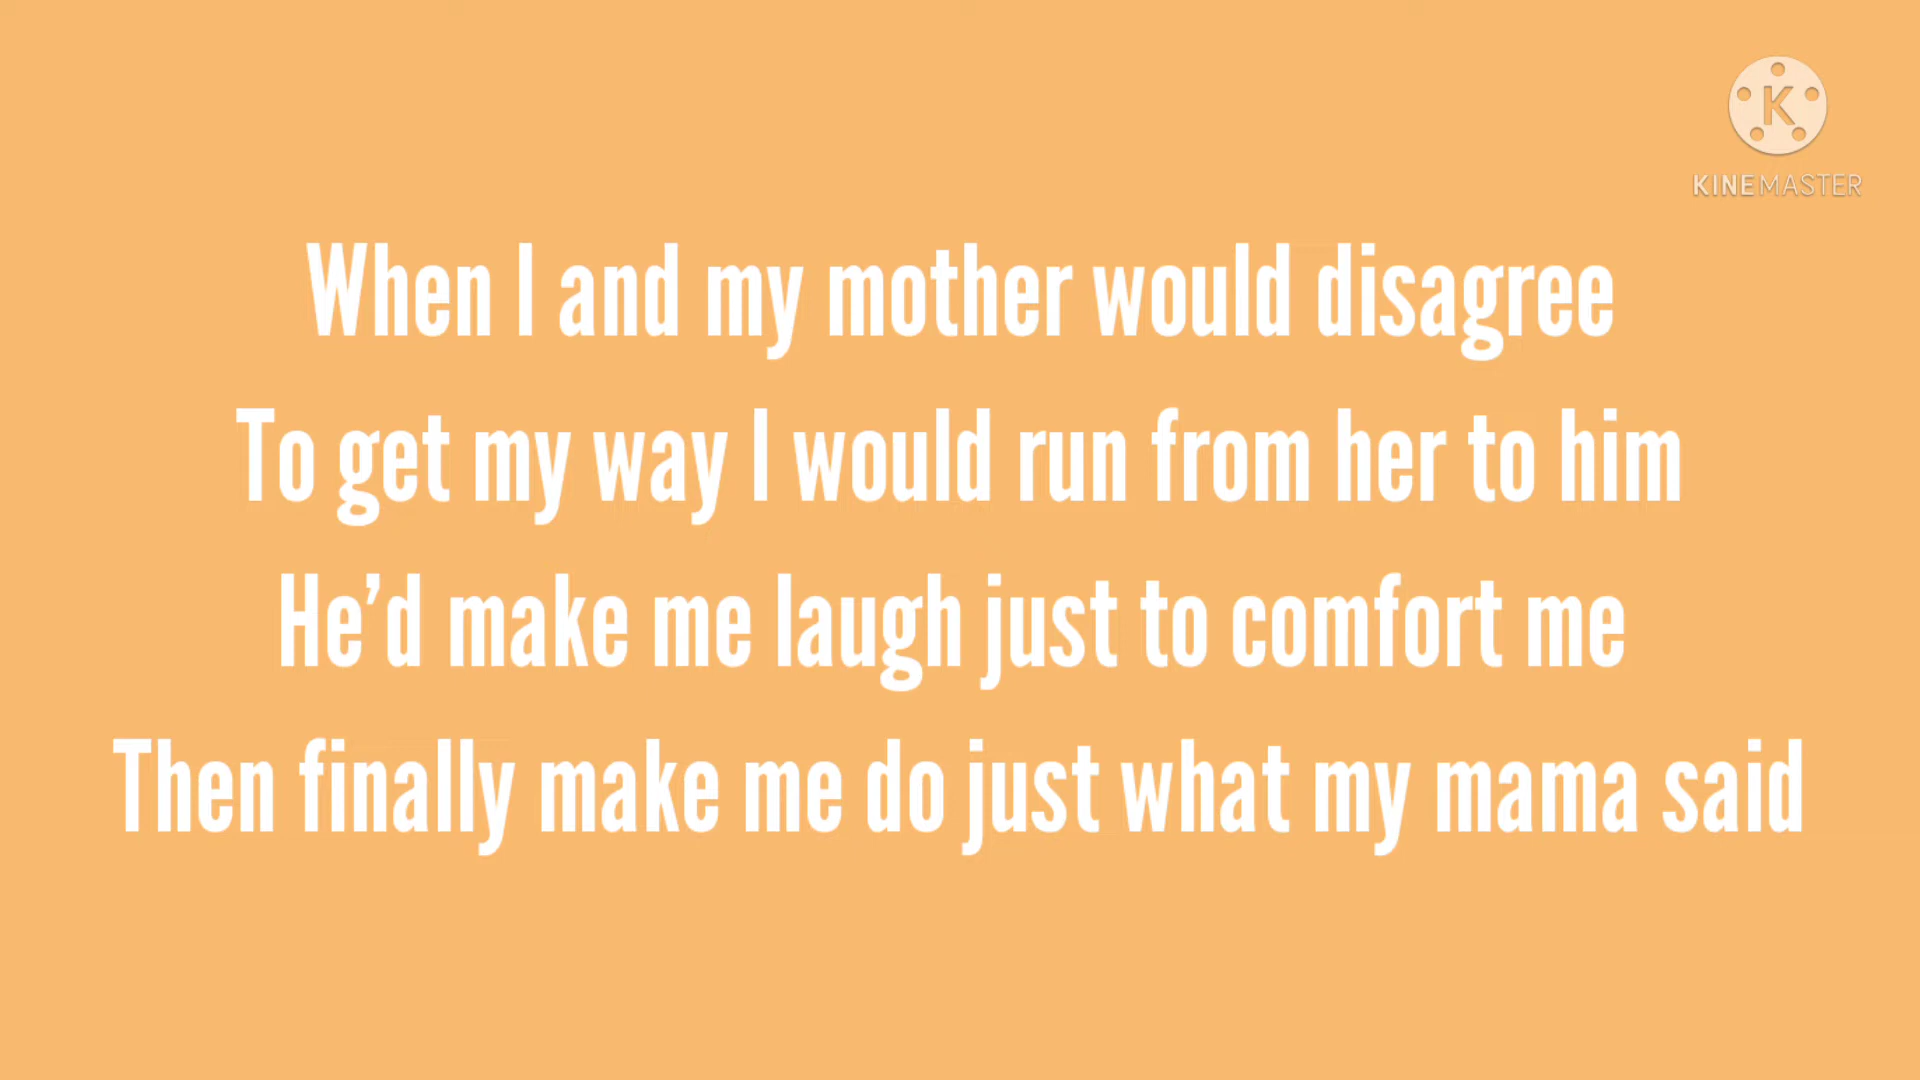 K
KINEMASTER
When I and my mother would disagree
To get my way I would run from her to him
He’d make me laugh just to comfort me
Then finally make me do just what my mama said